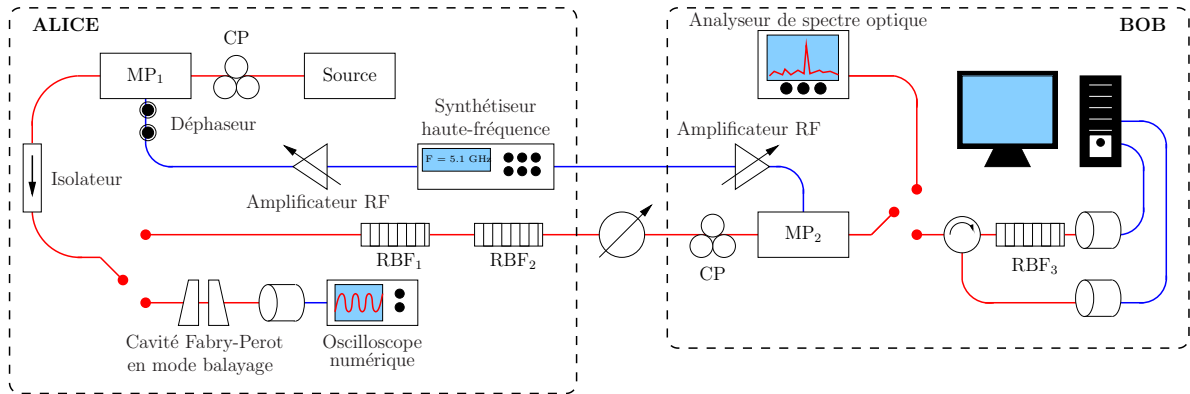 ALICE
CP
MP1
Source
Déphaseur
Synthétiseur
haute-fréquence
F = 5.1 GHz
Isolateur
Amplificateur RF
RBF1
RBF2
Cavité Fabry-Perot
en mode balayage
Oscilloscope
numérique
BOB
Analyseur de spectre optique
Amplificateur RF
MP2
CP
RBF3